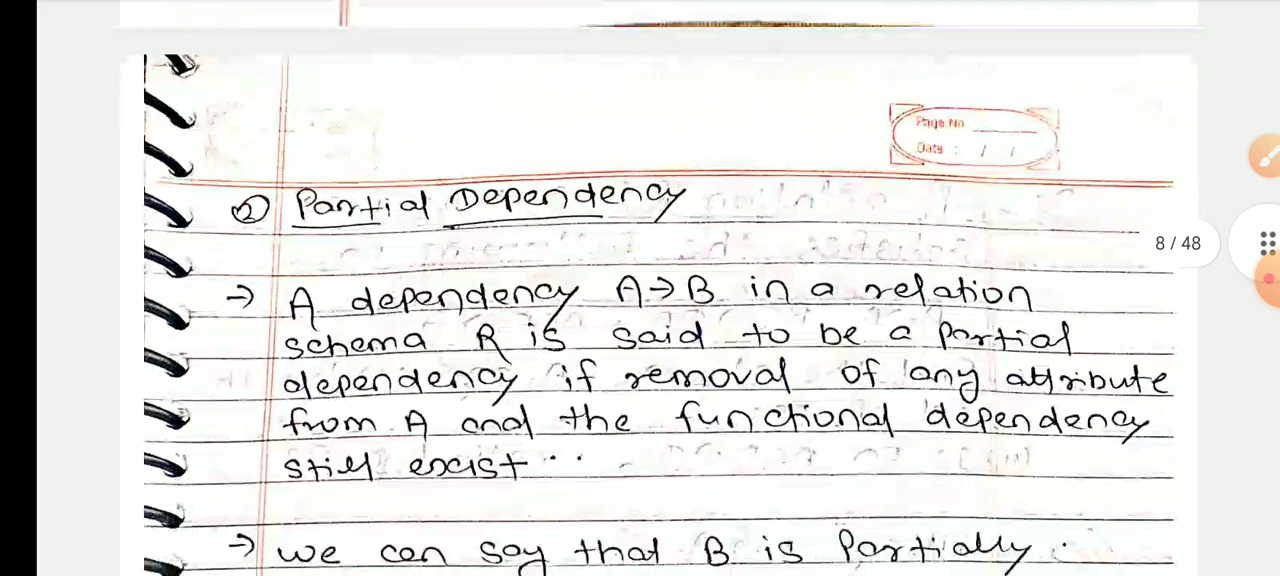 Page No
Date : / /
② Partial Dependency
8 / 48
→ A dependency A→B in a relation
schema R is said to be a partial
dependency if removal of any attribute
from A and the functional dependency
still excist..
→ we can say that B is Partially